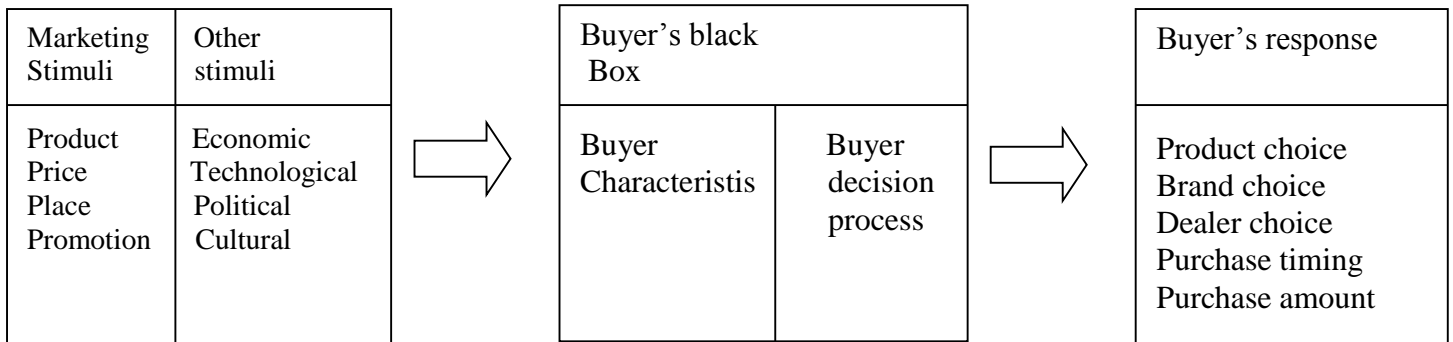 Marketing
Stimuli
Other
stimuli
Product
Price
Place
Promotion
Economic
Technological
Political
Cultural
Buyer’s black
Box
Buyer
Characteristis
Buyer
decision
process
Buyer’s response
Product choice
Brand choice
Dealer choice
Purchase timing
Purchase amount